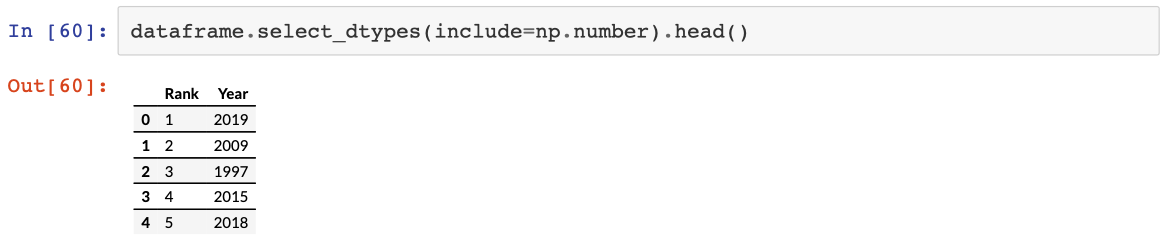 In [60]: dataframe.select_dtypes(include=np.number).head()
Out[60]:
Rank Year
0 1 2019
1 2 2009
2 3 1997
3 4 2015
4 5 2018